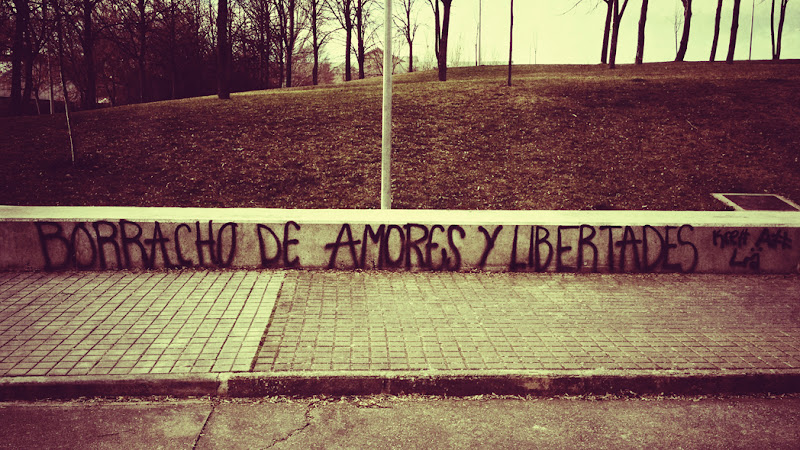 BORRACHO DE AMORES Y LIBERTADES